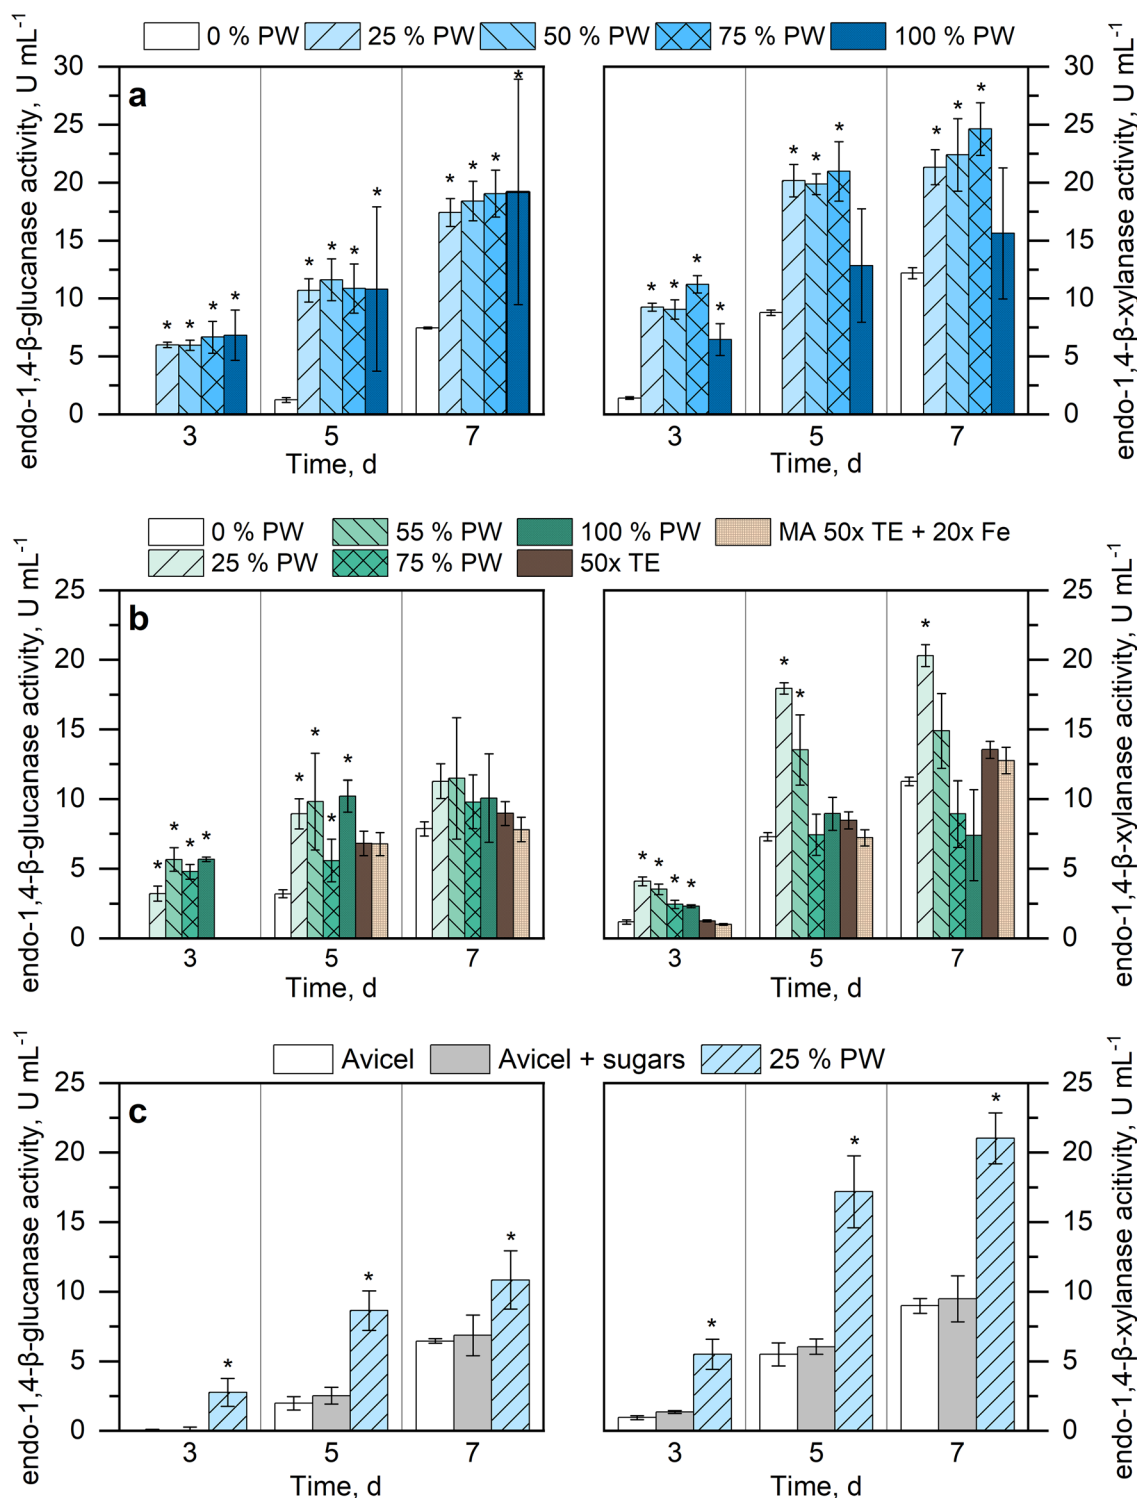 0 % PW 25 % PW 50 % PW 75 % PW 100 % PW
a
endo-1,4-β-glucanase activity, U mL-1
30
25
20
15
10
5
0
* * * * * * * * * * * *
3 5 7
Time, d
endo-1,4-β-xylanase activity, U mL-1
30
25
20
15
10
5
0
* * * * * * * * * *
3 5 7
Time, d
0 % PW 55 % PW 100 % PW MA 50x TE + 20x Fe
25 % PW 75 % PW 50x TE
b
endo-1,4-β-glucanase activity, U mL-1
25
20
15
10
5
0
* * * * * * * *
3 5 7
Time, d
endo-1,4-β-xylanase acitivity, U mL-1
25
20
15
10
5
0
* * * * * * *
3 5 7
Time, d
Avicel Avicel + sugars 25 % PW
c
endo-1,4-β-glucanase activity, U mL-1
25
20
15
10
5
0
* * *
3 5 7
Time, d
endo-1,4-β-xylanase acitivity, U mL-1
25
20
15
10
5
0
* * *
3 5 7
Time, d